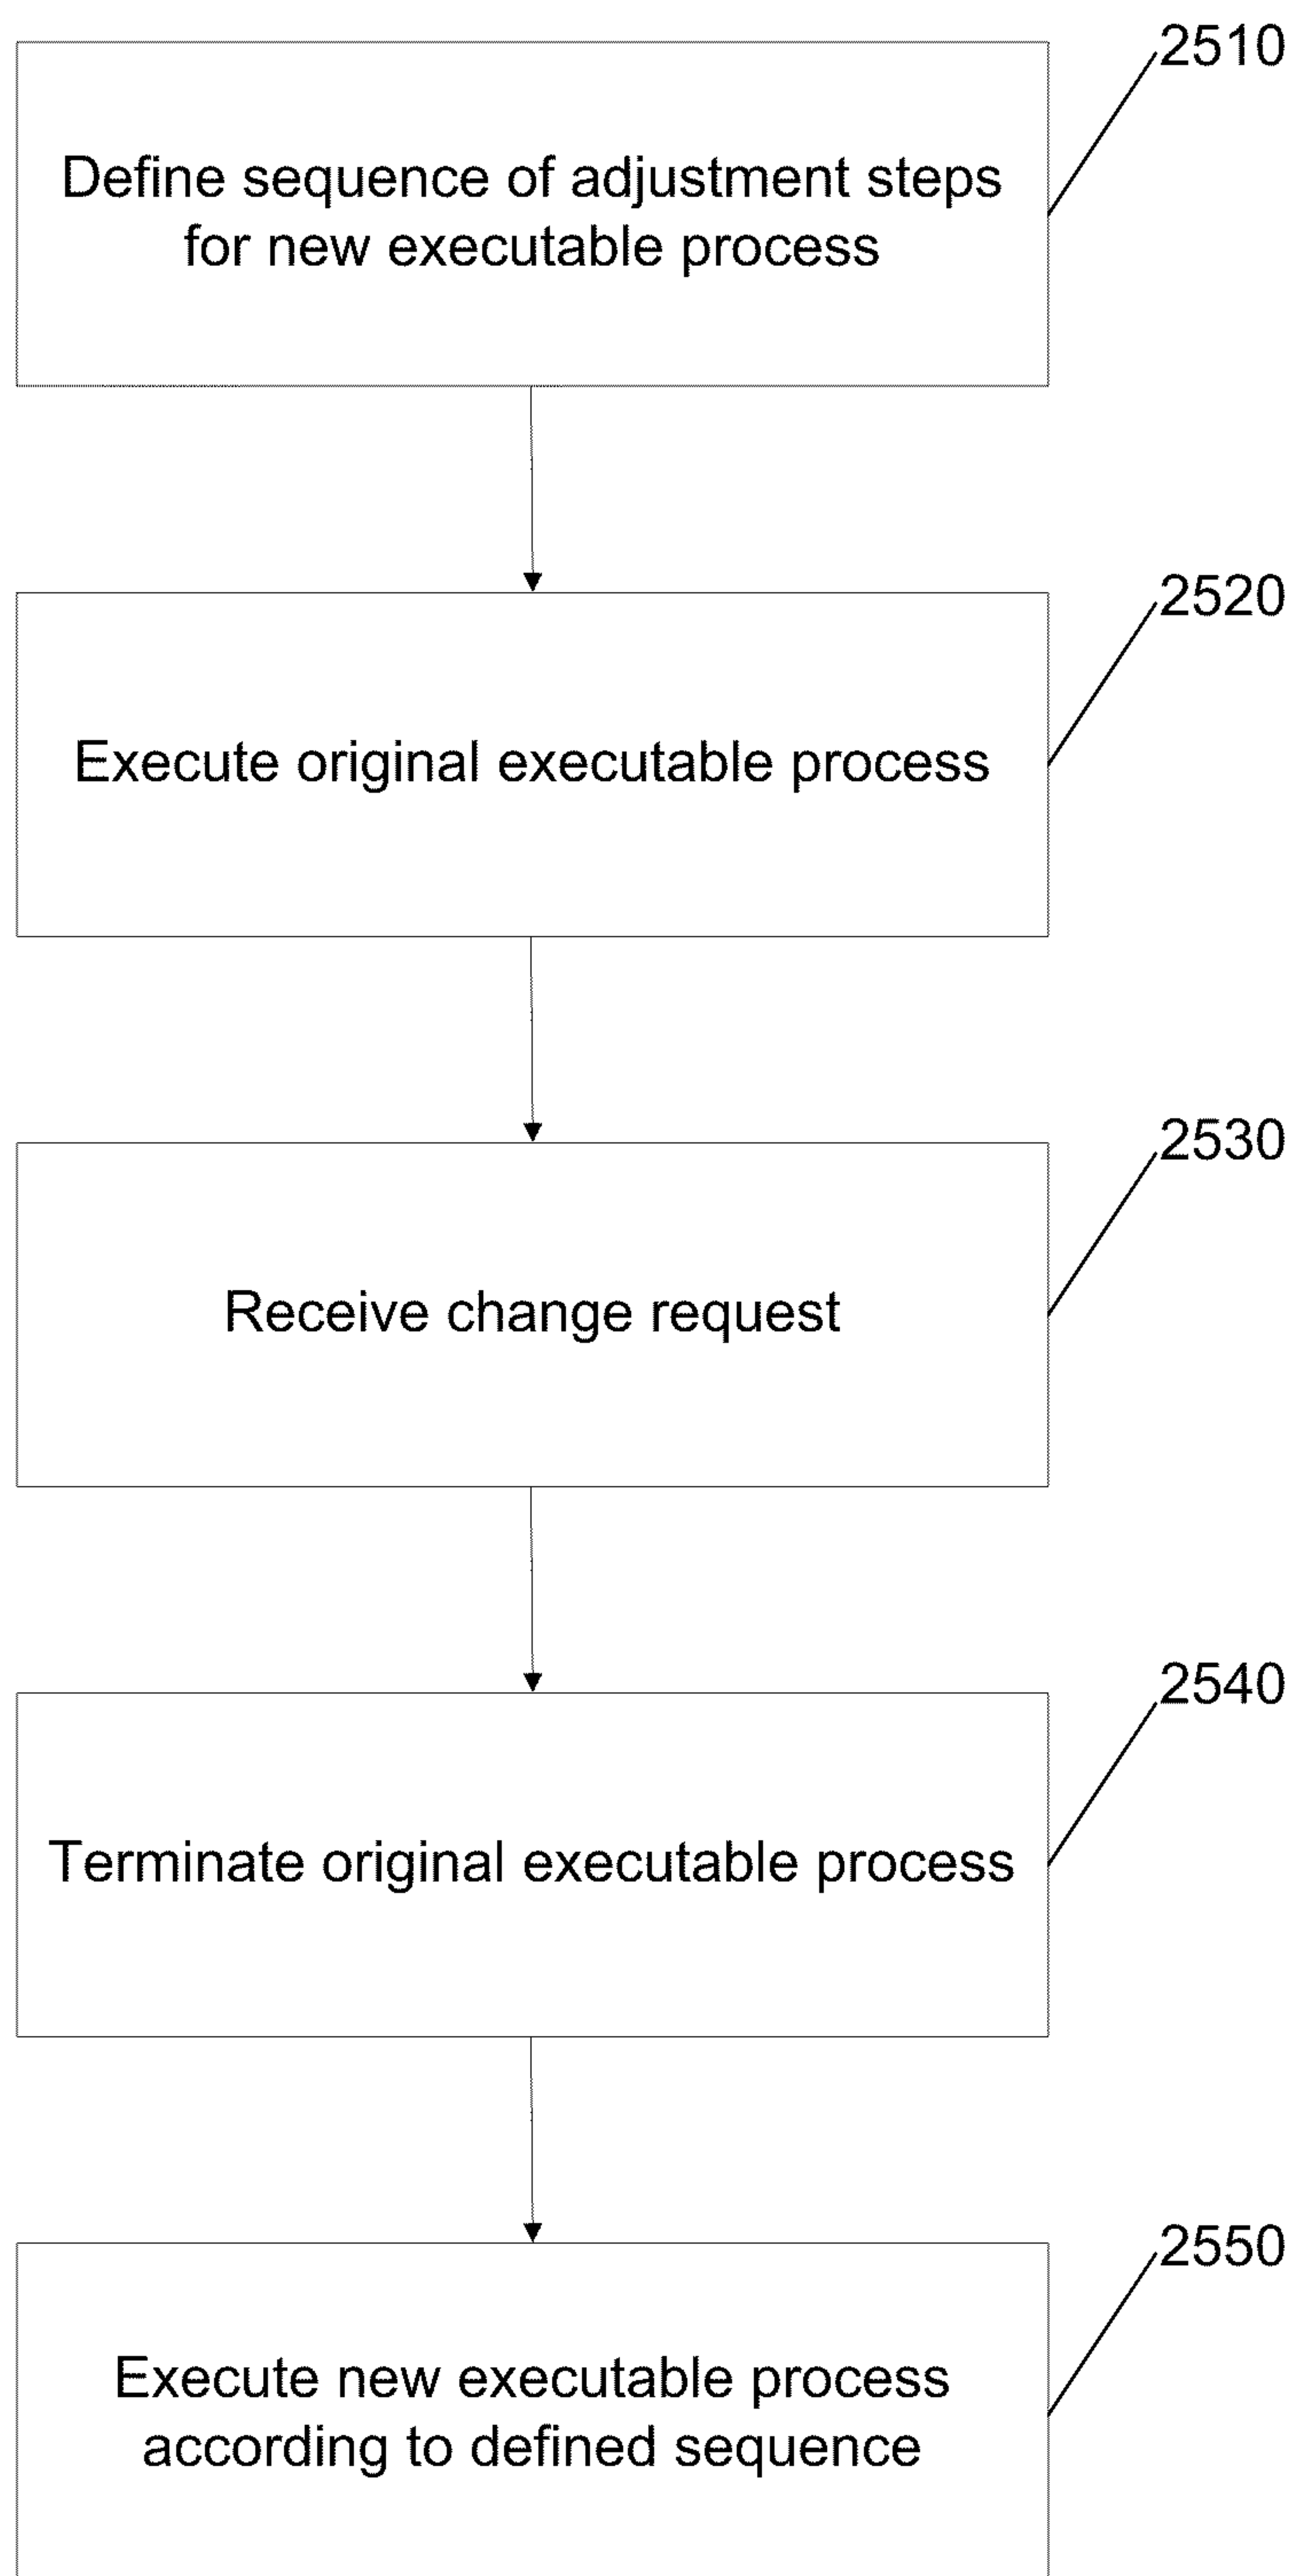 2510
Define sequence of adjustment steps
for new executable process
2520
Execute original executable process
2530
Receive change request
2540
Terminate original executable process
2550
Execute new executable process
according to defined sequence